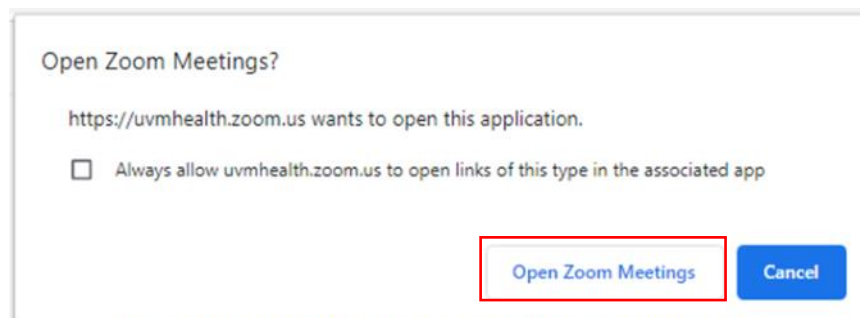 Open Zoom Meetings?
https://uvmhealth.zoom.us wants to open this application.
Always allow uvmhealth.zoom.us to open links of this type in the associated app
Open Zoom Meetings Cancel